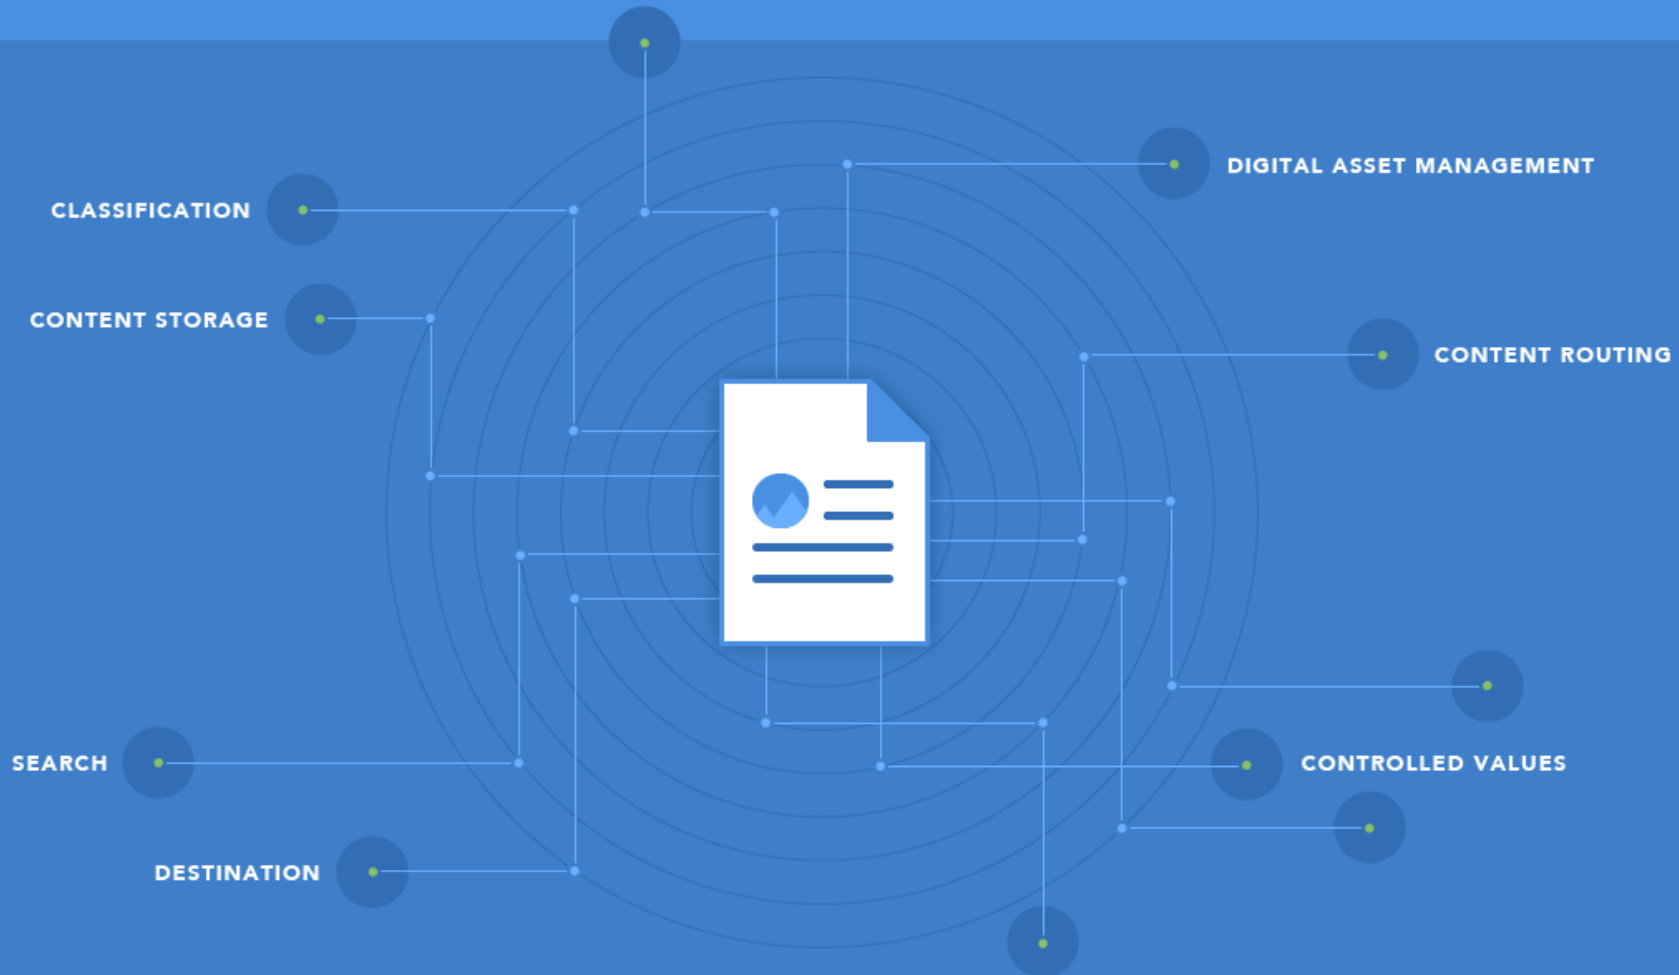 DIGITAL ASSET MANAGEMENT
CLASSIFICATION
CONTENT STORAGE
CONTENT ROUTING
SEARCH
CONTROLLED VALUES
DESTINATION